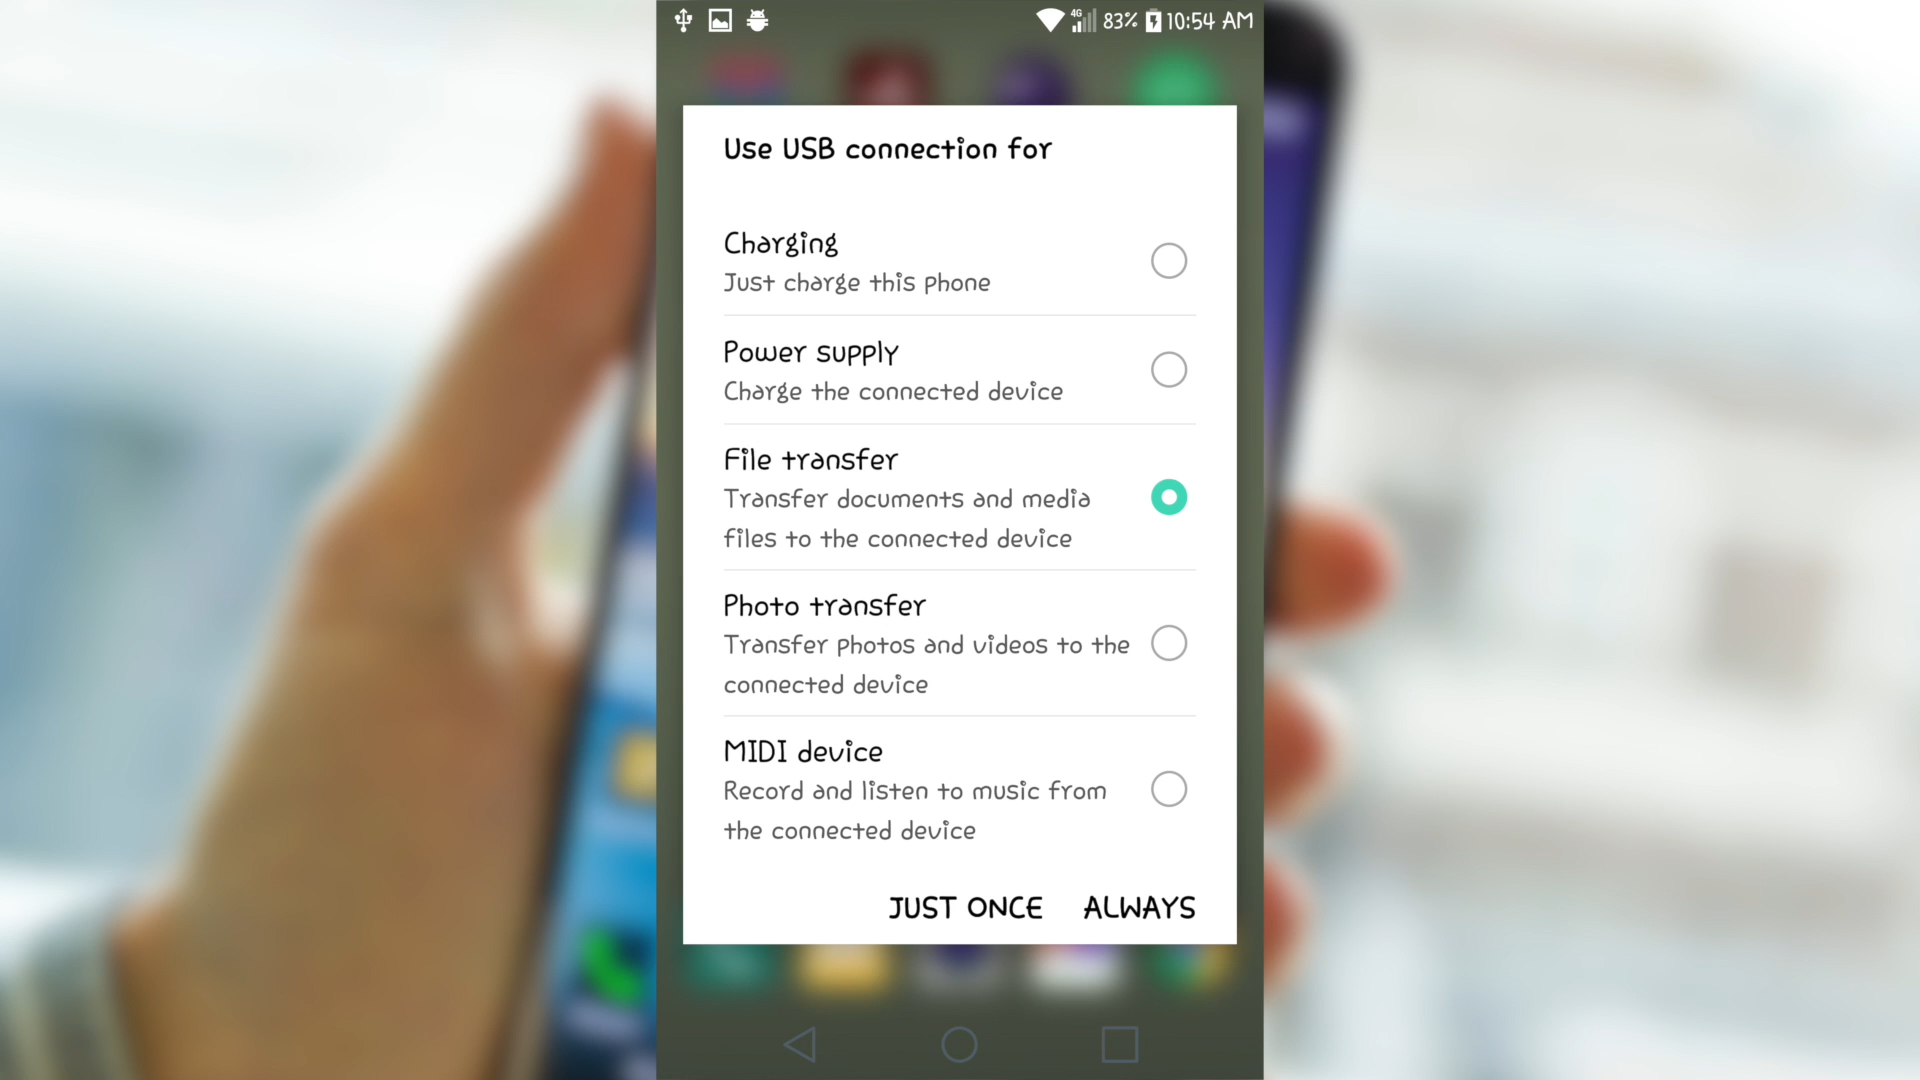 4G 83% 10:54 AM
Use USB connection for
Charging
Just charge this phone
Power supply
Charge the connected device
File transfer
Transfer documents and media
files to the connected device
Photo transfer
Transfer photos and videos to the
connected device
MIDI device
Record and listen to music from
the connected device
JUST ONCE ALWAYS